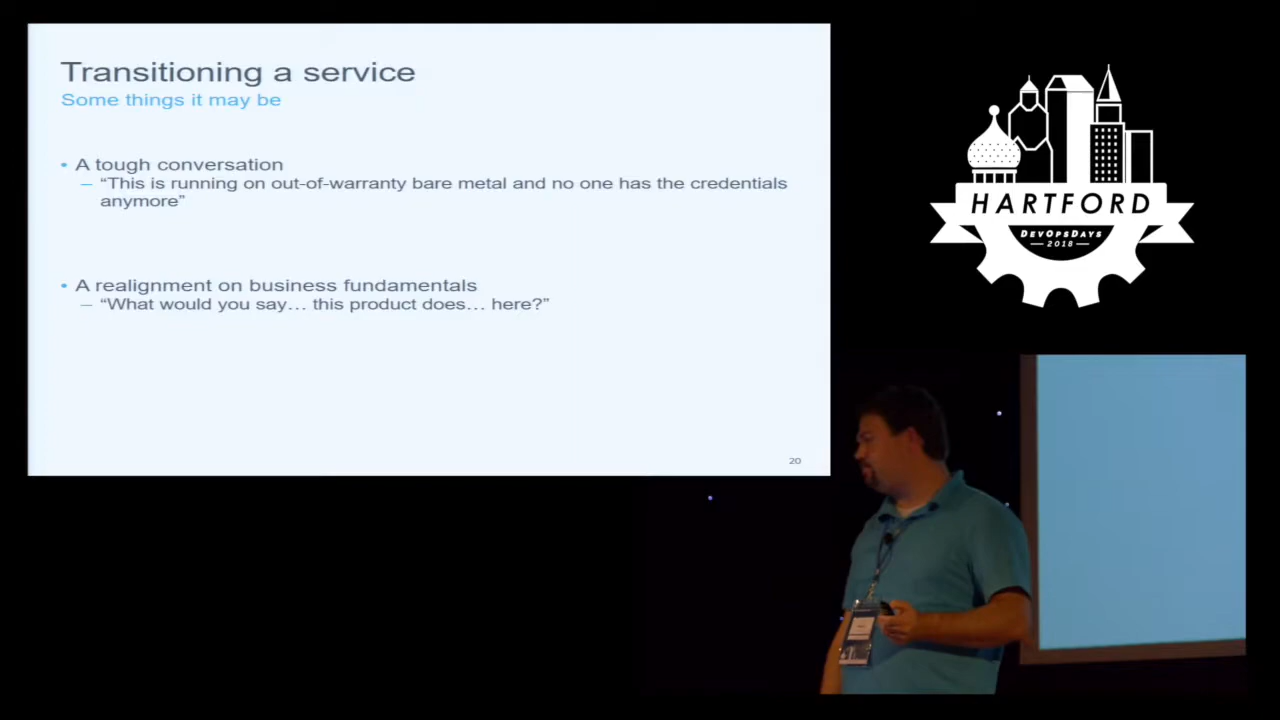 Transitioning a service
Some things it may be
• A tough conversation
– “This is running on out-of-warranty bare metal and no one has the credentials
anymore”
• A realignment on business fundamentals
– “What would you say… this product does… here?”
20
HARTFORD
DEVOPSDAYS
2018